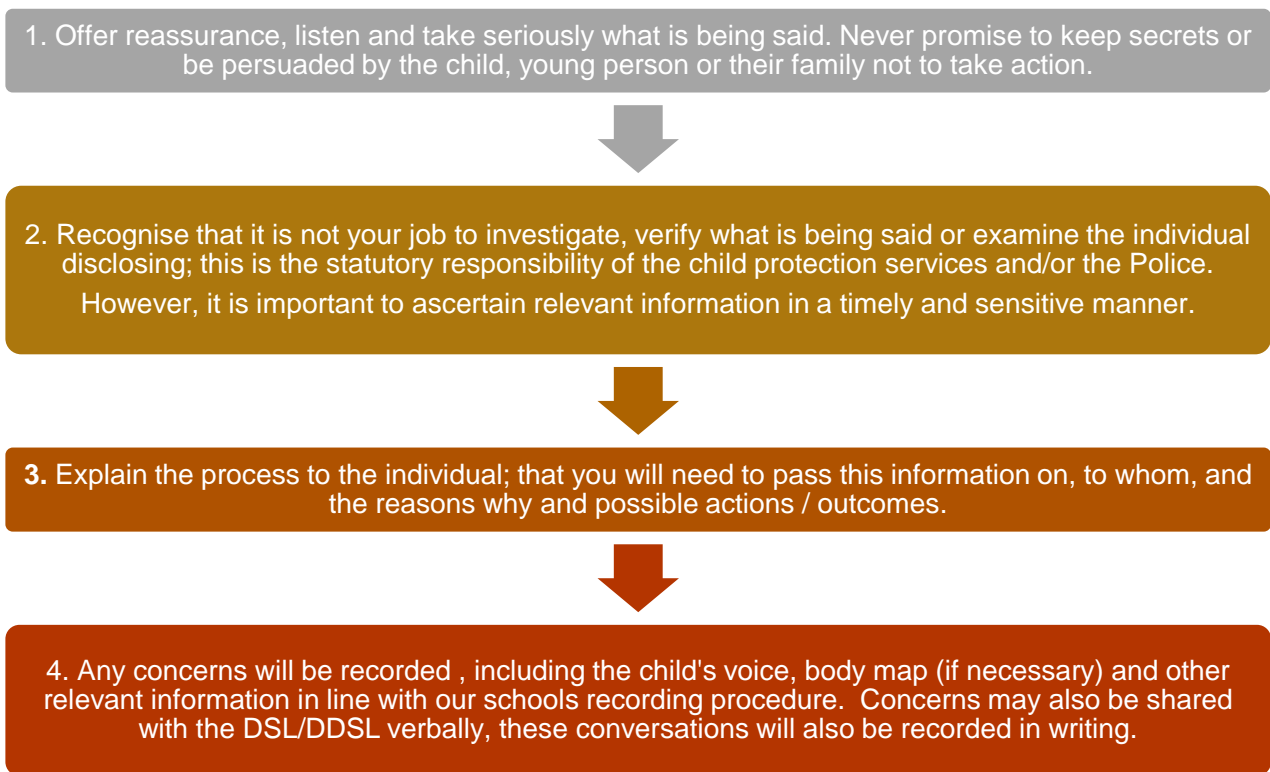 1. Offer reassurance, listen and take seriously what is being said. Never promise to keep secrets or
be persuaded by the child, young person or their family not to take action.
2. Recognise that it is not your job to investigate, verify what is being said or examine the individual
disclosing; this is the statutory responsibility of the child protection services and/or the Police.
However, it is important to ascertain relevant information in a timely and sensitive manner.
3. Explain the process to the individual; that you will need to pass this information on, to whom, and
the reasons why and possible actions / outcomes.
4. Any concerns will be recorded , including the child's voice, body map (if necessary) and other
relevant information in line with our schools recording procedure.  Concerns may also be shared
with the DSL/DDSL verbally, these conversations will also be recorded in writing.